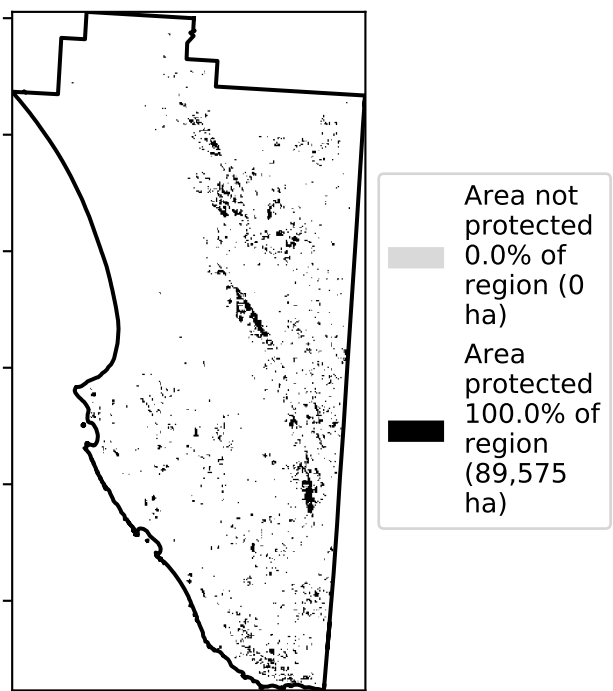 Area not
protected
0.0% of
region (0
ha)
Area
protected
100.0% of
region
(89,575
ha)